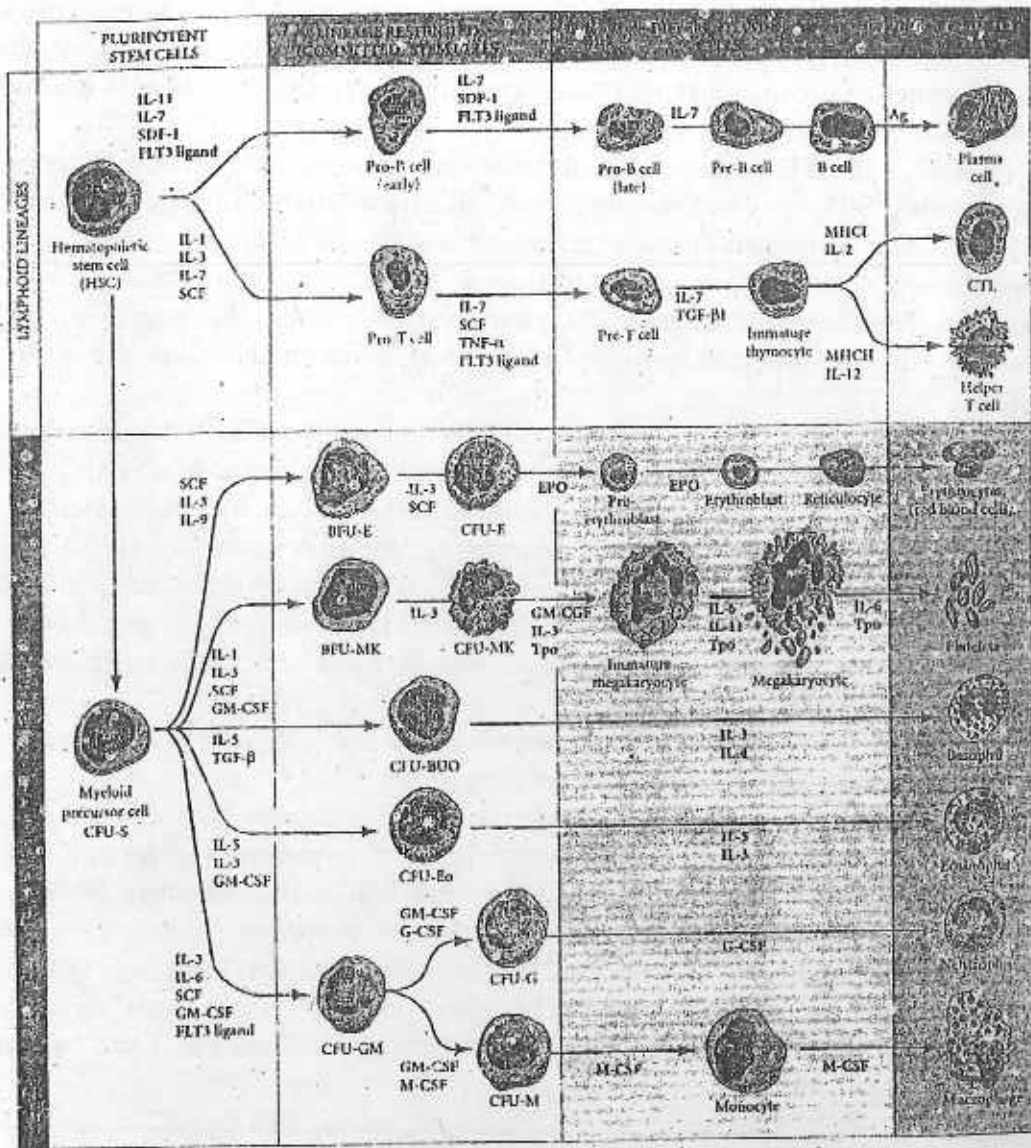 PLURIPOTENT
STEM CELLS
LINEAGE RESTRICTED
(COMMITTED) STEM CELLS
LYMPHOID LINEAGES
IL-11
IL-7
SDF-1
FLT3 ligand
Pro-B cell
(early)
IL-7
SDF-1
FLT3 ligand
Pro-B cell
(late)
IL-7
Pre-B cell
B cell
Ag
Plasma
cell
Hematopoietic
stem cell
(HSC)
IL-1
IL-3
IL-7
SCF
Pro-T cell
IL-7
SCF
TNF-α
FLT3 ligand
Pre-T cell
IL-7
TGF-β1
Immature
thymocyte
MHCI
IL-2
CTL
MHCH
IL-12
Helper
T cell
SCF
IL-3
IL-9
BFU-E
IL-3
SCF
CFU-E
EPO
Pro-
erythroblast
EPO
Erythroblast
Reticulocyte
Erythrocytes
(red blood cells)
BFU-MK
IL-3
CFU-MK
GM-CGF
IL-3
Tpo
Immature
megakaryocyte
IL-6
IL-11
Tpo
Megakaryocyte
IL-6
Tpo
Platelets
IL-1
IL-3
SCF
GM-CSF
Myeloid
precursor cell
CFU-S
IL-5
TGF-β
CFU-BUO
IL-3
IL-4
Basophil
IL-5
IL-3
GM-CSF
CFU-Eo
IL-5
IL-3
Eosinophil
IL-3
IL-6
SCF
GM-CSF
FLT3 ligand
CFU-GM
GM-CSF
G-CSF
CFU-G
G-CSF
Neutrophil
GM-CSF
M-CSF
CFU-M
M-CSF
Monocyte
M-CSF
Macrophage